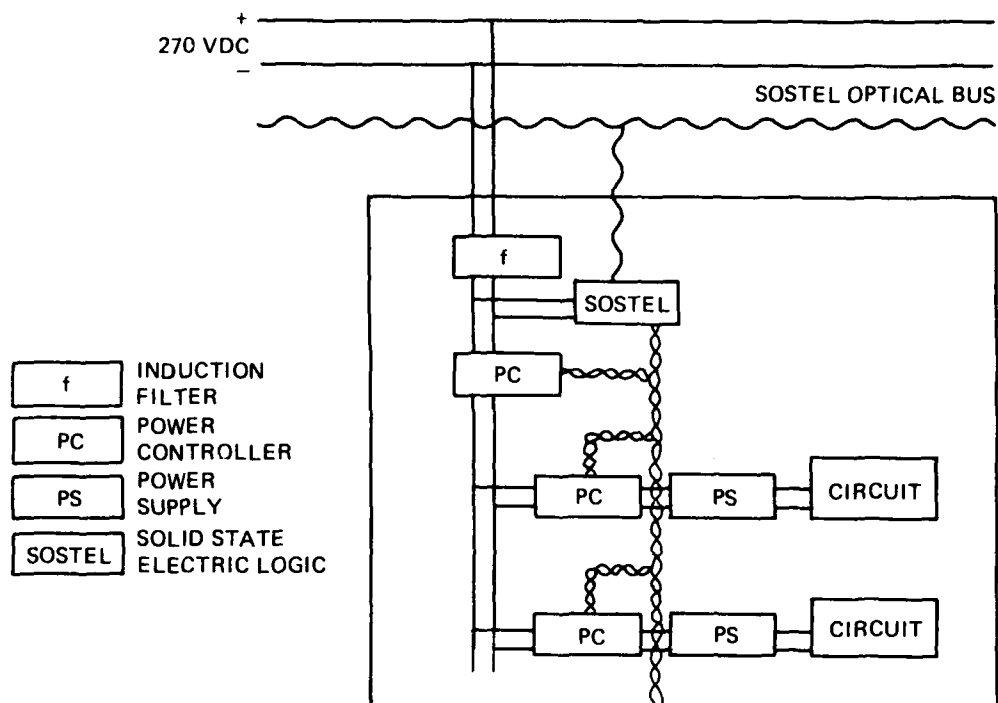 +
270 VDC
−
SOSTEL OPTICAL BUS
f
SOSTEL
PC
PC
PS
CIRCUIT
PC
PS
CIRCUIT
f
INDUCTION
FILTER
PC
POWER
CONTROLLER
PS
POWER
SUPPLY
SOSTEL
SOLID STATE
ELECTRIC LOGIC